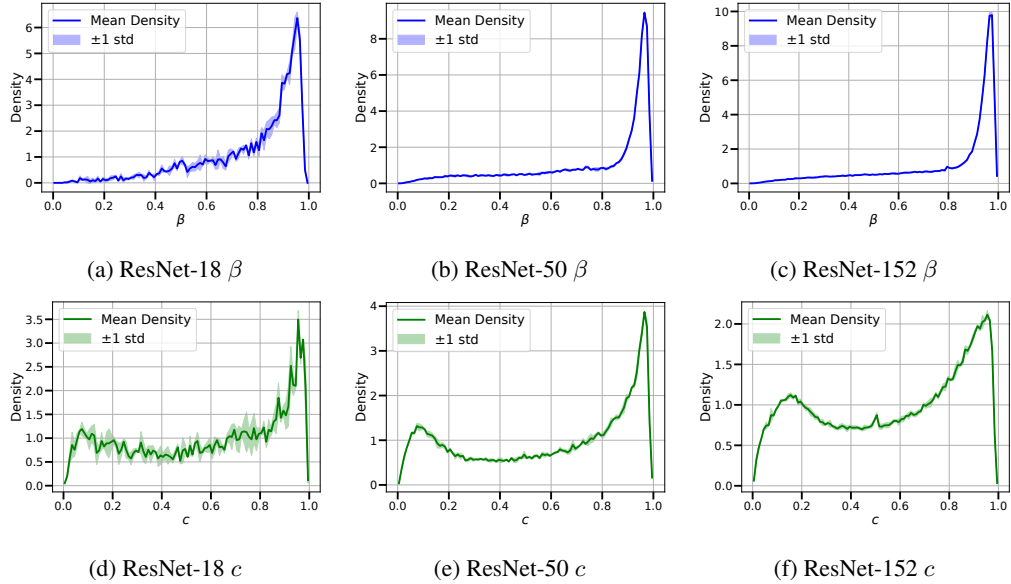 Mean Density
±1 std
6
5
4
3
2
1
0
Density
0.0 0.2 0.4 0.6 0.8 1.0
β
(a) ResNet-18 β
Mean Density
±1 std
8
6
4
2
0
Density
0.0 0.2 0.4 0.6 0.8 1.0
β
(b) ResNet-50 β
Mean Density
±1 std
10
8
6
4
2
0
Density
0.0 0.2 0.4 0.6 0.8 1.0
β
(c) ResNet-152 β
Mean Density
±1 std
3.5
3.0
2.5
2.0
1.5
1.0
0.5
0.0
Density
0.0 0.2 0.4 0.6 0.8 1.0
c
(d) ResNet-18 c
Mean Density
±1 std
4
3
2
1
0
Density
0.0 0.2 0.4 0.6 0.8 1.0
c
(e) ResNet-50 c
Mean Density
±1 std
2.0
1.5
1.0
0.5
0.0
Density
0.0 0.2 0.4 0.6 0.8 1.0
c
(f) ResNet-152 c